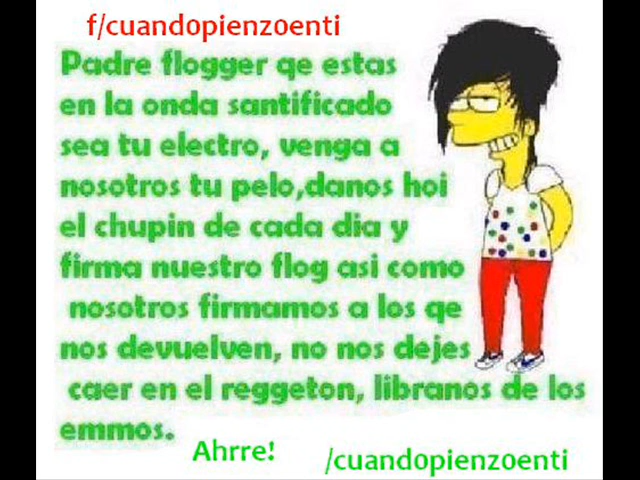 f/cuand0pienz0enti
Padre flogger qe estas
en la onda santificado
sea tu electro, venga a
nosotros tu pelo,danos hoi
el chupin de cada dia y
firma nuestro flog asi como
nosotros firmamos a los qe
nos devuelven, no nos dejes
caer en el reggeton, libranos de los
emmos.
Ahrre!
/cuand0pienz0enti